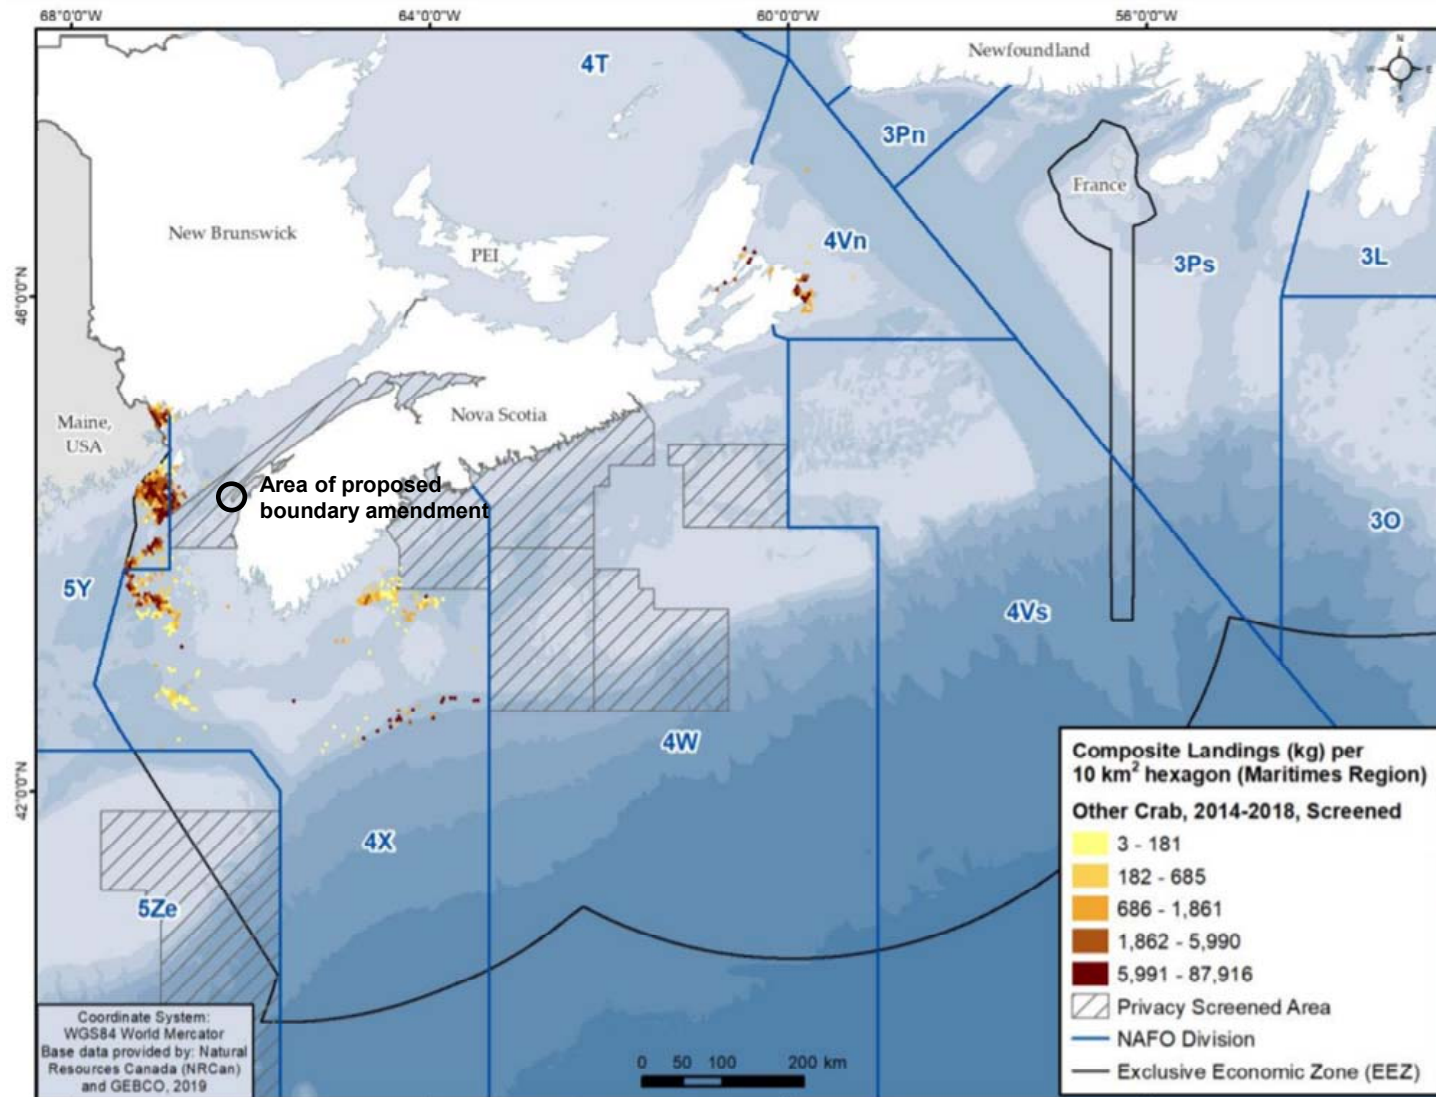 68°0'0"W
64°0'0"W
60°0'0"W
56°0'0"W
4T
Newfoundland
N
W
E
S
3Pn
France
New Brunswick
PEI
4Vn
3Ps
3L
46°0'0"N
Maine,
USA
Nova Scotia
Area of proposed
boundary amendment
3O
5Y
4Vs
4W
42°0'0"N
4X
5Ze
Composite Landings (kg) per
10 km² hexagon (Maritimes Region)
Other Crab, 2014-2018, Screened
3 - 181
182 - 685
686 - 1,861
1,862 - 5,990
5,991 - 87,916
Privacy Screened Area
NAFO Division
Exclusive Economic Zone (EEZ)
Coordinate System:
WGS84 World Mercator
Base data provided by: Natural
Resources Canada (NRCan)
and GEBCO, 2019
0 50 100 200 km